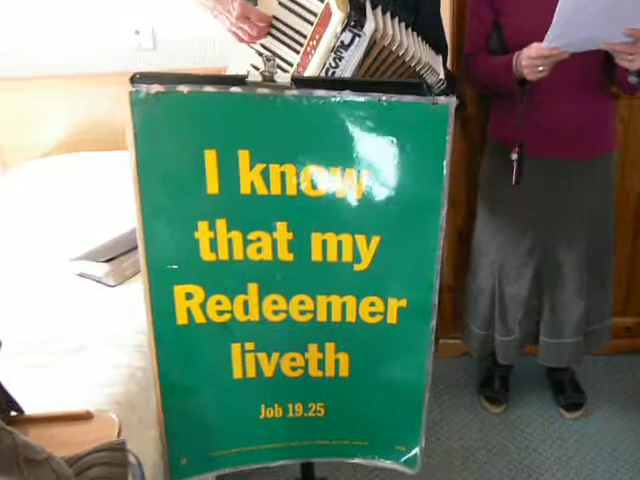 I know
that my
Redeemer
liveth
Job 19.25